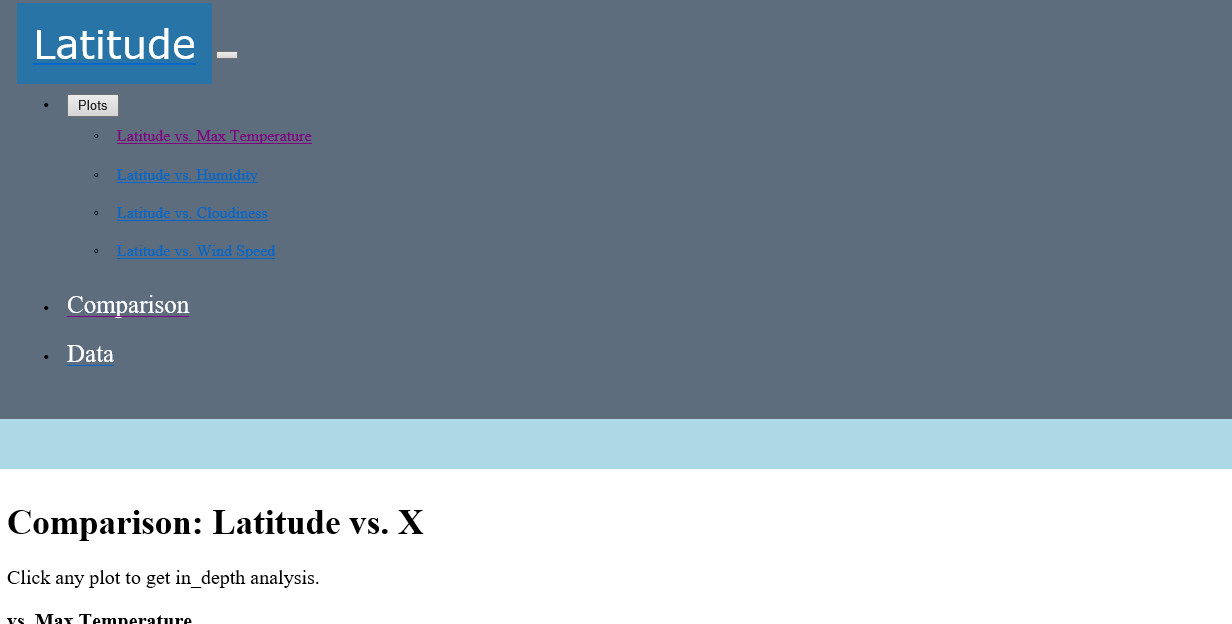 Latitude
Plots
Latitude vs. Max Temperature
Latitude vs. Humidity
Latitude vs. Cloudiness
Latitude vs. Wind Speed
Comparison
Data
Comparison: Latitude vs. X
Click any plot to get in_depth analysis.
vs. Max Temperature